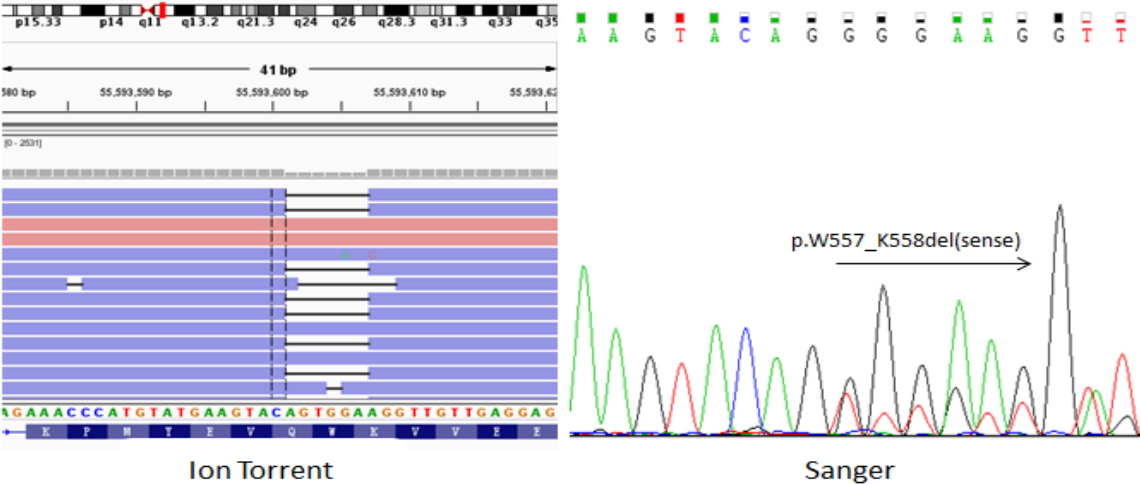 p15.33 p14 q11 q13.2 q21.3 q24 q26 q28.3 q31.3 q33 q35
41 bp
580 bp 55,593,590 bp 55,593,600 bp 55,593,610 bp 55,593,62
[0 - 2531]
A G
AGAAACCCATGTATGAAGTACAGTGGAAGGTTGTTGAGGAG
K P M T E V Q W K V V E E
Ion Torrent
A A G T A C A G G G G A A G G T T
p.W557_K558del(sense)
Sanger